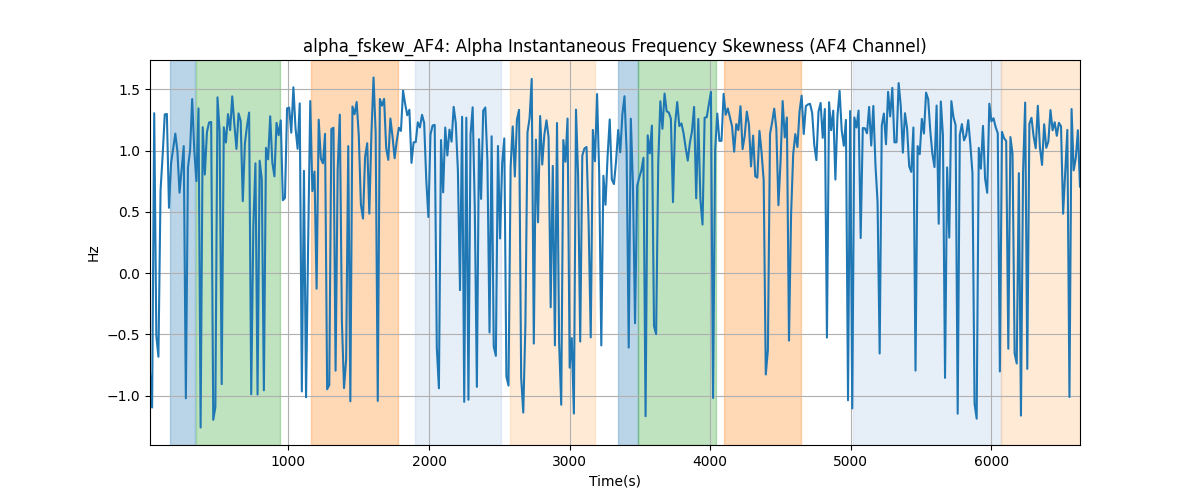 alpha_fskew_AF4: Alpha Instantaneous Frequency Skewness (AF4 Channel)
1.5
1.0
0.5
0.0
−0.5
−1.0
Hz
1000 2000 3000 4000 5000 6000
Time(s)